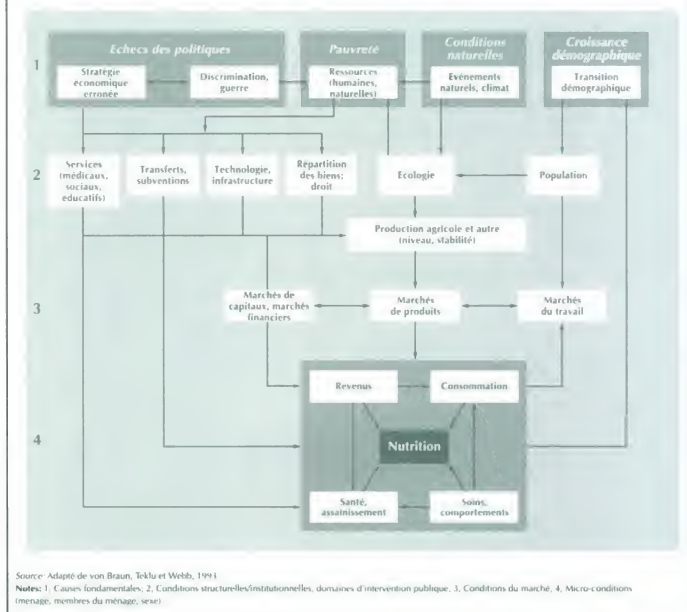 Echecs des politiques
Pauvreté
Conditions
naturelles
Croissance
démographique
1
Stratégie
économique
erronée
Discrimination,
guerre
Ressources
(humaines,
naturelles)
Evénements
naturels, climat
Transition
démographique
2
Services
(médicaux,
sociaux,
educatifs)
Transferts,
subventions
Technologie,
infrastructure
Répartition
des biens;
droit
Ecologie
Population
Production agricole et autre
(niveau, stabilité)
3
Marchés de
capitaux, marchés
financiers
Marchés
de produits
Marchés
du travail
4
Revenus
Consommation
Nutrition
Santé,
assainissement
Soins,
comportements
Source: Adapté de von Braun, Teklu et Webb, 1993
Notes: 1, Causes fondamentales; 2, Conditions structurelles/institutionnelles, domaines d'intervention publique, 3, Conditions du marché, 4, Micro-conditions
(menage, membres du ménage, sexe)